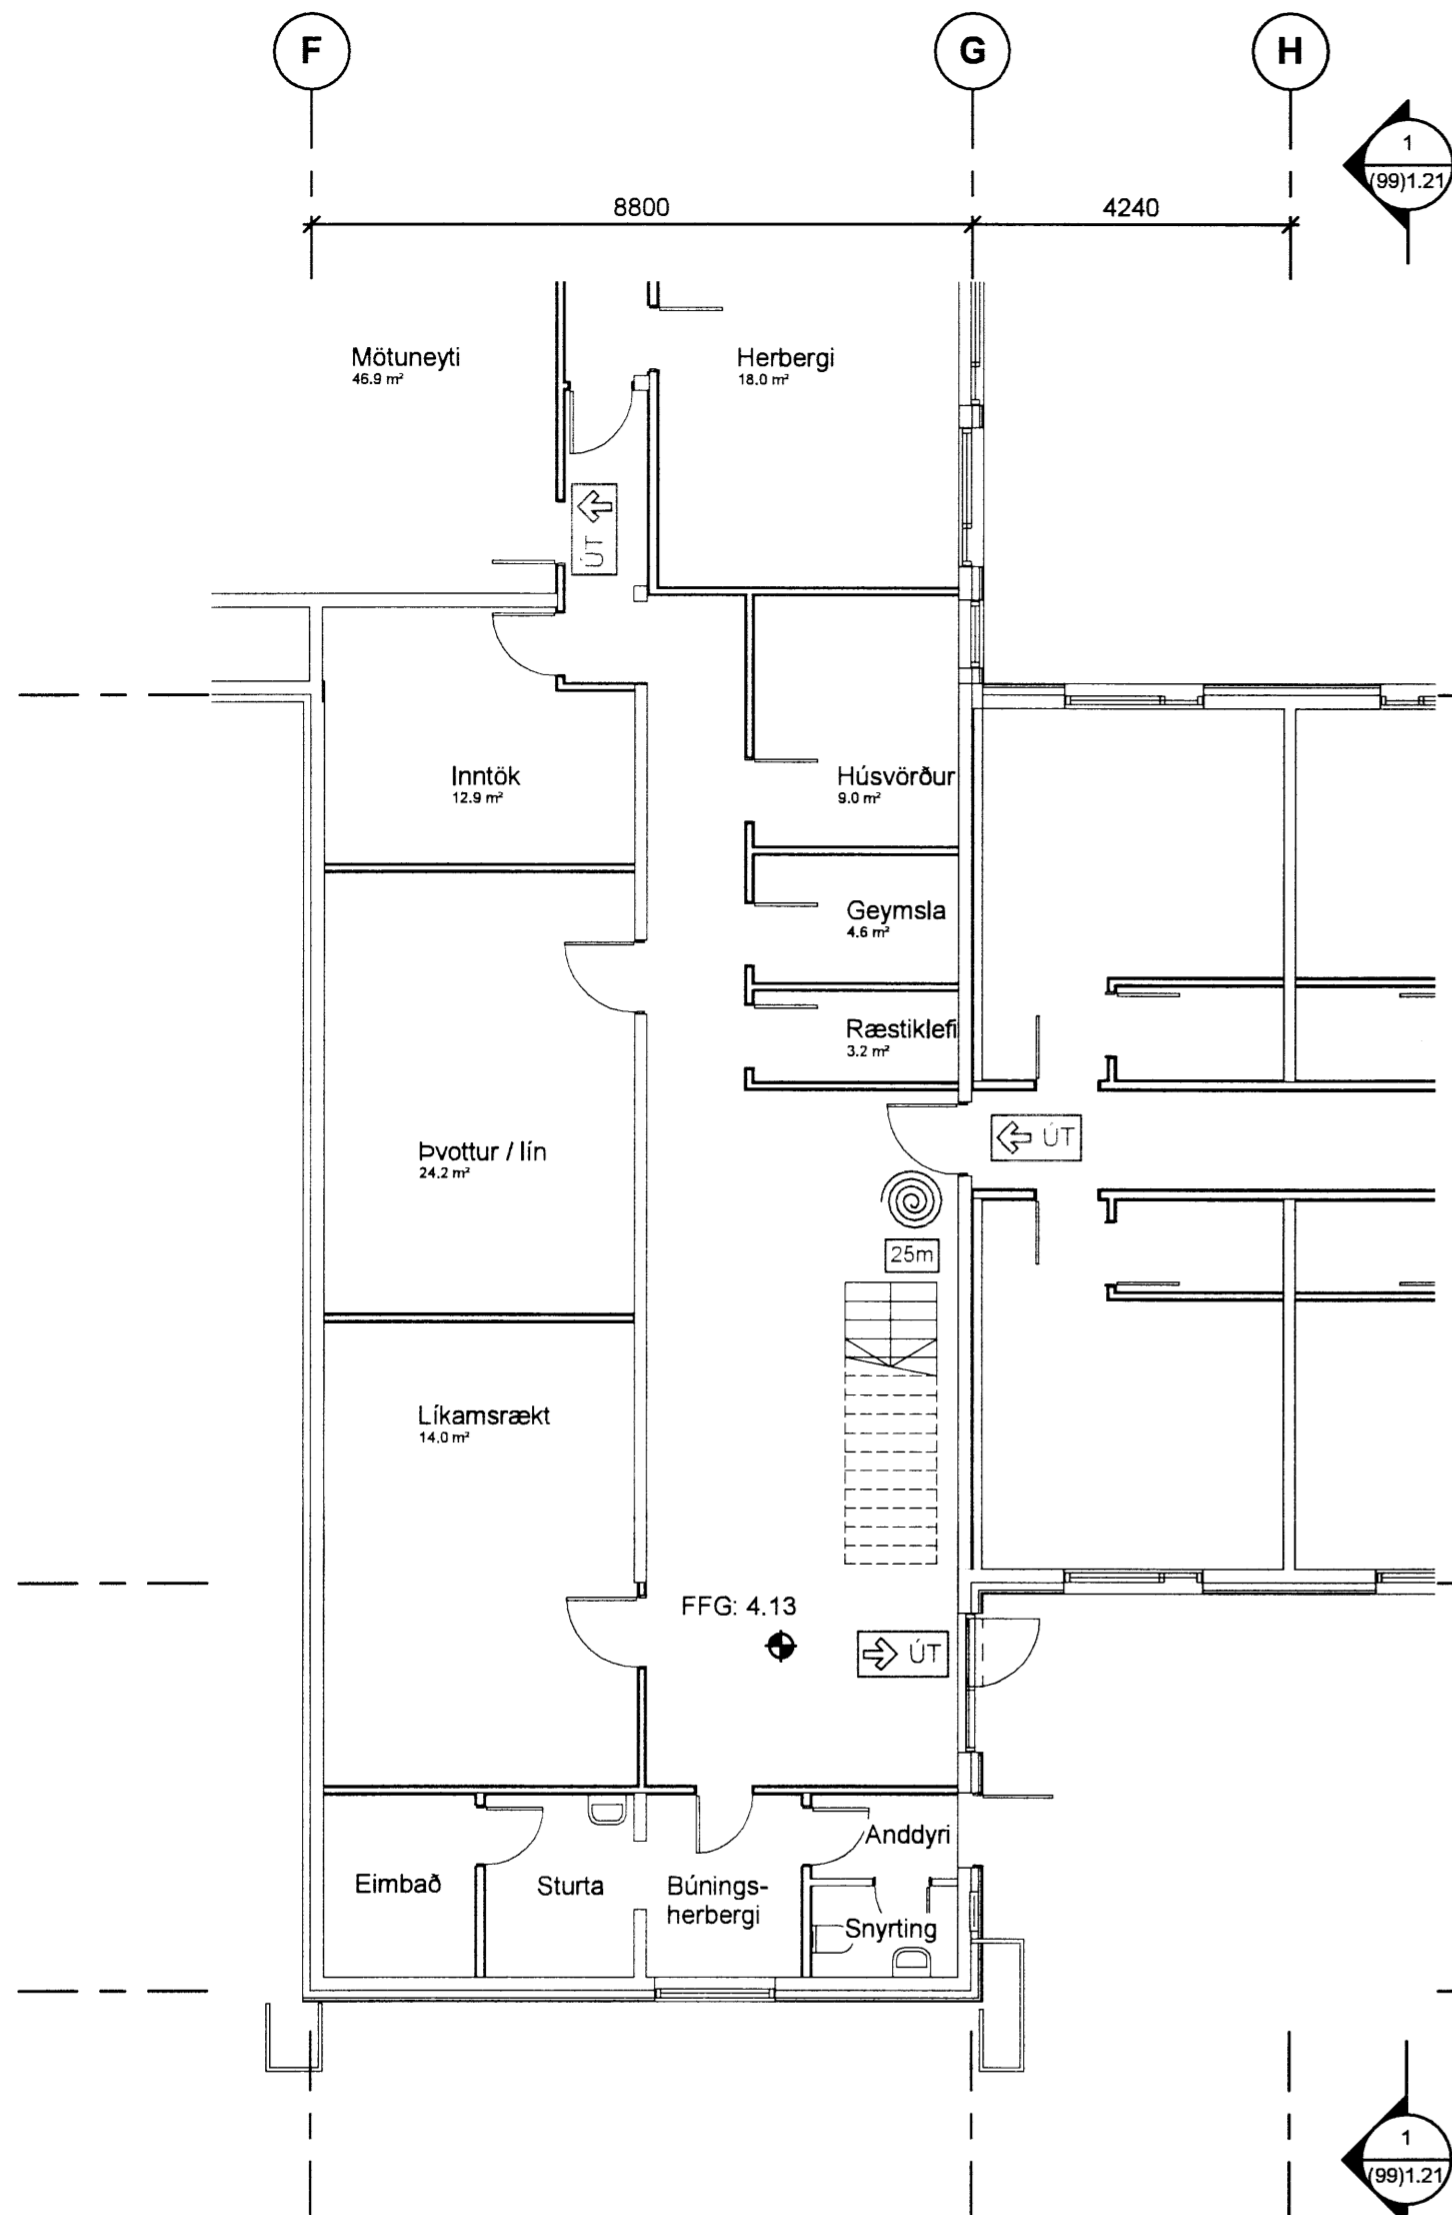 F
G
H
1
(99)1.21
8800
4240
Mötuneyti
46.9 m²
Herbergi
18.0 m²
ÚT
Inntök
12.9 m²
Húsvörður
9.0 m²
Geymsla
4.6 m²
Ræstiklefi
3.2 m²
Þvottur / lín
24.2 m²
ÚT
25m
Líkamsrækt
14.0 m²
FFG: 4.13
ÚT
Anddyri
Eimbað
Sturta
Búnings-
herbergi
Snyrting
1
(99)1.21